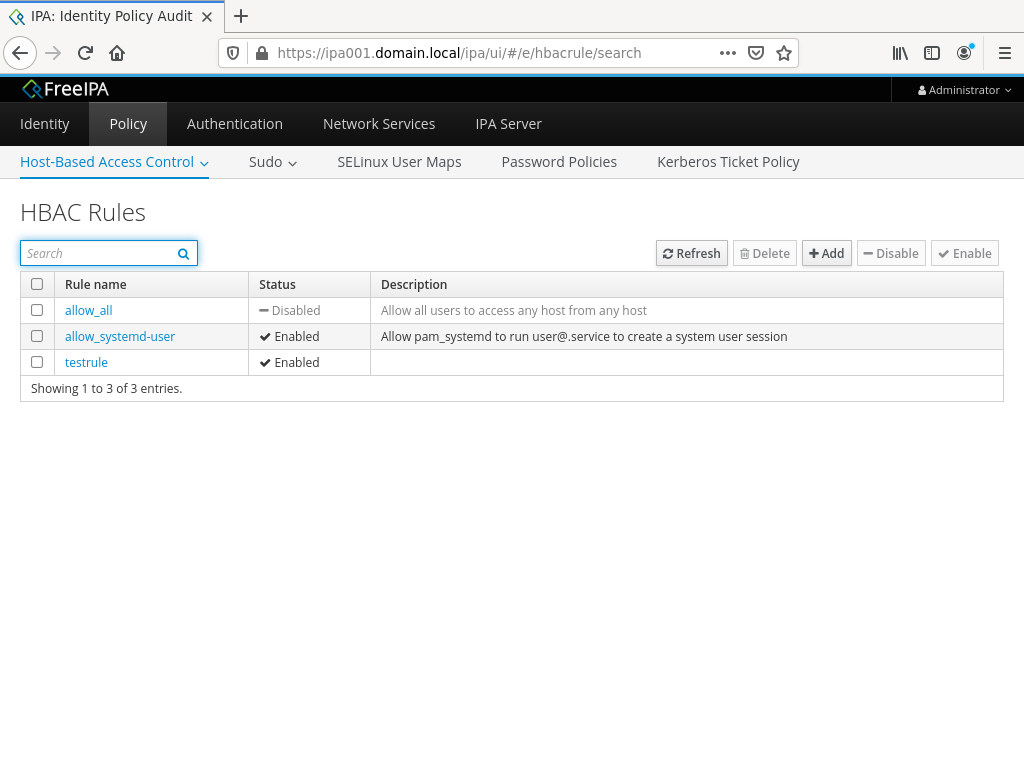 IPA: Identity Policy Audit
https://ipa001.domain.local/ipa/ui/#/e/hbacrule/search
FreeIPA
Administrator
Identity Policy Authentication Network Services IPA Server
Host-Based Access Control Sudo SELinux User Maps Password Policies Kerberos Ticket Policy
HBAC Rules
Search Refresh Delete Add Disable Enable
Rule name Status Description
allow_all Disabled Allow all users to access any host from any host
allow_systemd-user Enabled Allow pam_systemd to run user@.service to create a system user session
testrule Enabled
Showing 1 to 3 of 3 entries.